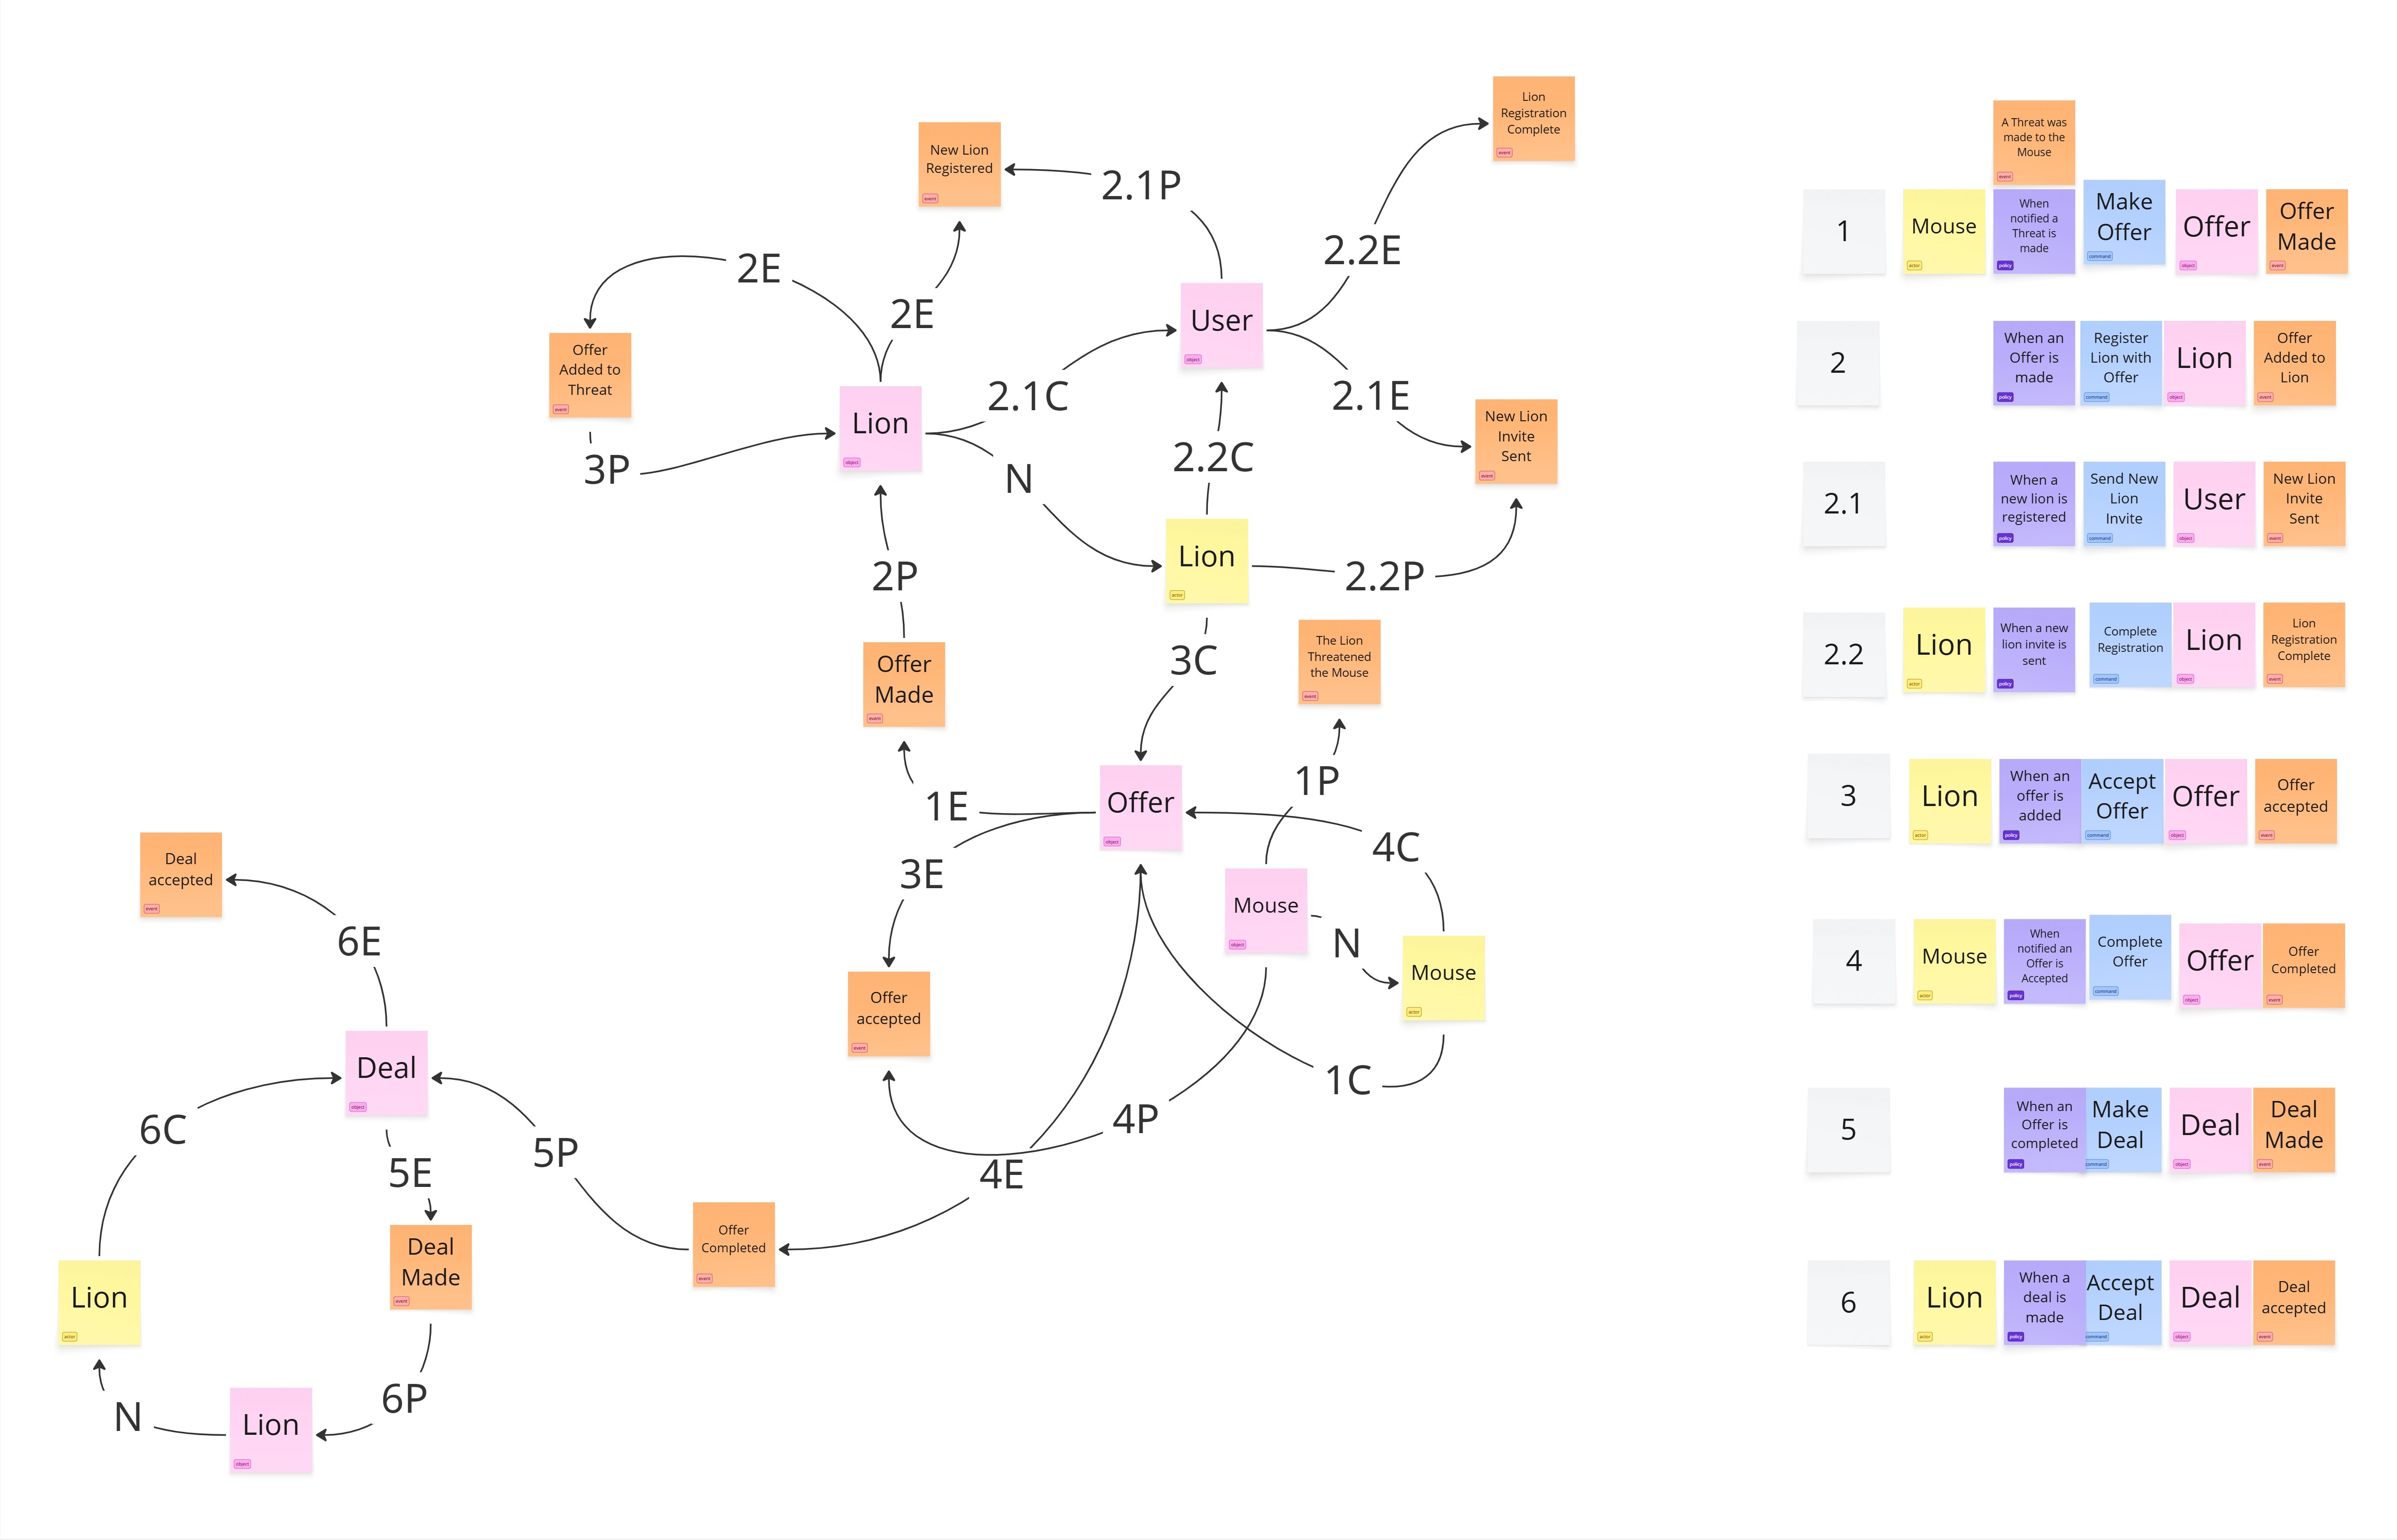 Lion
Registration
Complete
event
New Lion
Registered
event
2.1P
2.2E
2E
2E
User
object
Offer
Added to
Threat
event
Lion
object
2.1C
2.1E
New Lion
Invite
Sent
event
3P
N
2.2C
Lion
actor
2P
2.2P
Offer
Made
event
3C
The Lion
Threatened
the Mouse
event
1P
1E
Offer
object
4C
3E
Mouse
object
N
Mouse
actor
Deal
accepted
event
6E
Offer
accepted
event
Deal
object
1C
4P
6C
5E
5P
4E
Offer
Completed
event
Deal
Made
event
Lion
actor
6P
N
Lion
object
A Threat was
made to the
Mouse
event
1
Mouse
actor
When
notified a
Threat is
made
policy
Make
Offer
command
Offer
object
Offer
Made
event
2
When an
Offer is
made
policy
Register
Lion with
Offer
command
Lion
object
Offer
Added to
Lion
event
2.1
When a
new lion is
registered
policy
Send New
Lion
Invite
command
User
object
New Lion
Invite
Sent
event
2.2
Lion
actor
When a new
lion invite is
sent
policy
Complete
Registration
command
Lion
object
Lion
Registration
Complete
event
3
Lion
actor
When an
offer is
added
policy
Accept
Offer
command
Offer
object
Offer
accepted
event
4
Mouse
actor
When
notified an
Offer is
Accepted
policy
Complete
Offer
command
Offer
object
Offer
Completed
event
5
When an
Offer is
completed
policy
Make
Deal
command
Deal
object
Deal
Made
event
6
Lion
actor
When a
deal is
made
policy
Accept
Deal
command
Deal
object
Deal
accepted
event